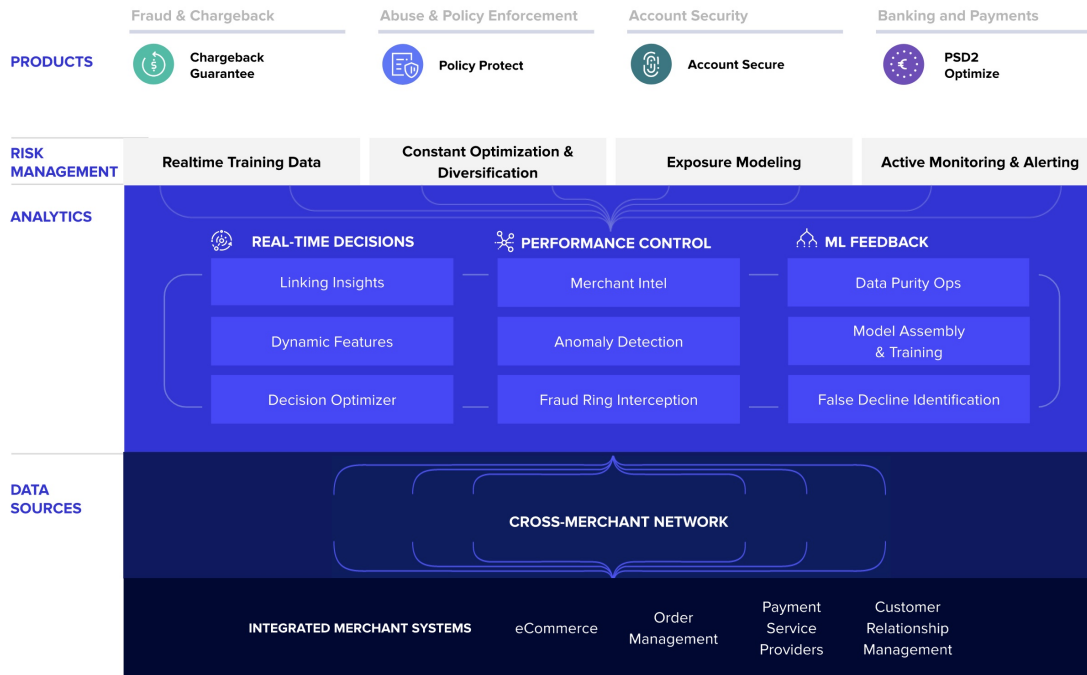 Fraud & Chargeback
Abuse & Policy Enforcement
Account Security
Banking and Payments
PRODUCTS
Chargeback
Guarantee
Policy Protect
Account Secure
PSD2
Optimize
RISK
MANAGEMENT
Realtime Training Data
Constant Optimization &
Diversification
Exposure Modeling
Active Monitoring & Alerting
ANALYTICS
REAL-TIME DECISIONS
PERFORMANCE CONTROL
ML FEEDBACK
Linking Insights
Merchant Intel
Data Purity Ops
Dynamic Features
Anomaly Detection
Model Assembly
& Training
Decision Optimizer
Fraud Ring Interception
False Decline Identification
DATA
SOURCES
CROSS-MERCHANT NETWORK
INTEGRATED MERCHANT SYSTEMS
eCommerce
Order
Management
Payment
Service
Providers
Customer
Relationship
Management